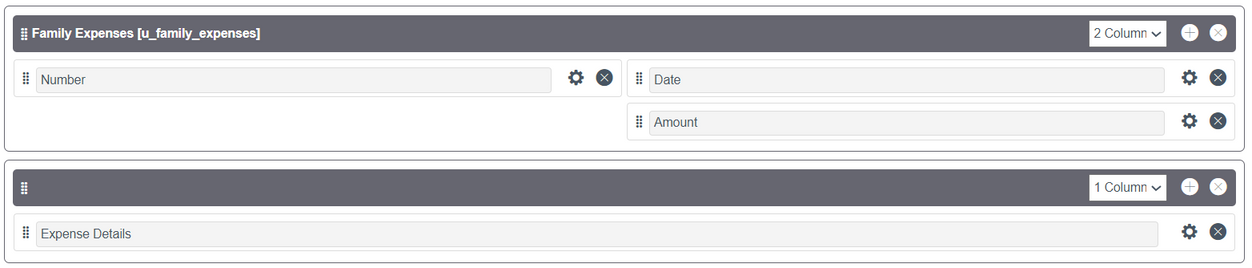 Family Expenses [u_family_expenses]
2 Column
Number
Date
Amount
1 Column
Expense Details